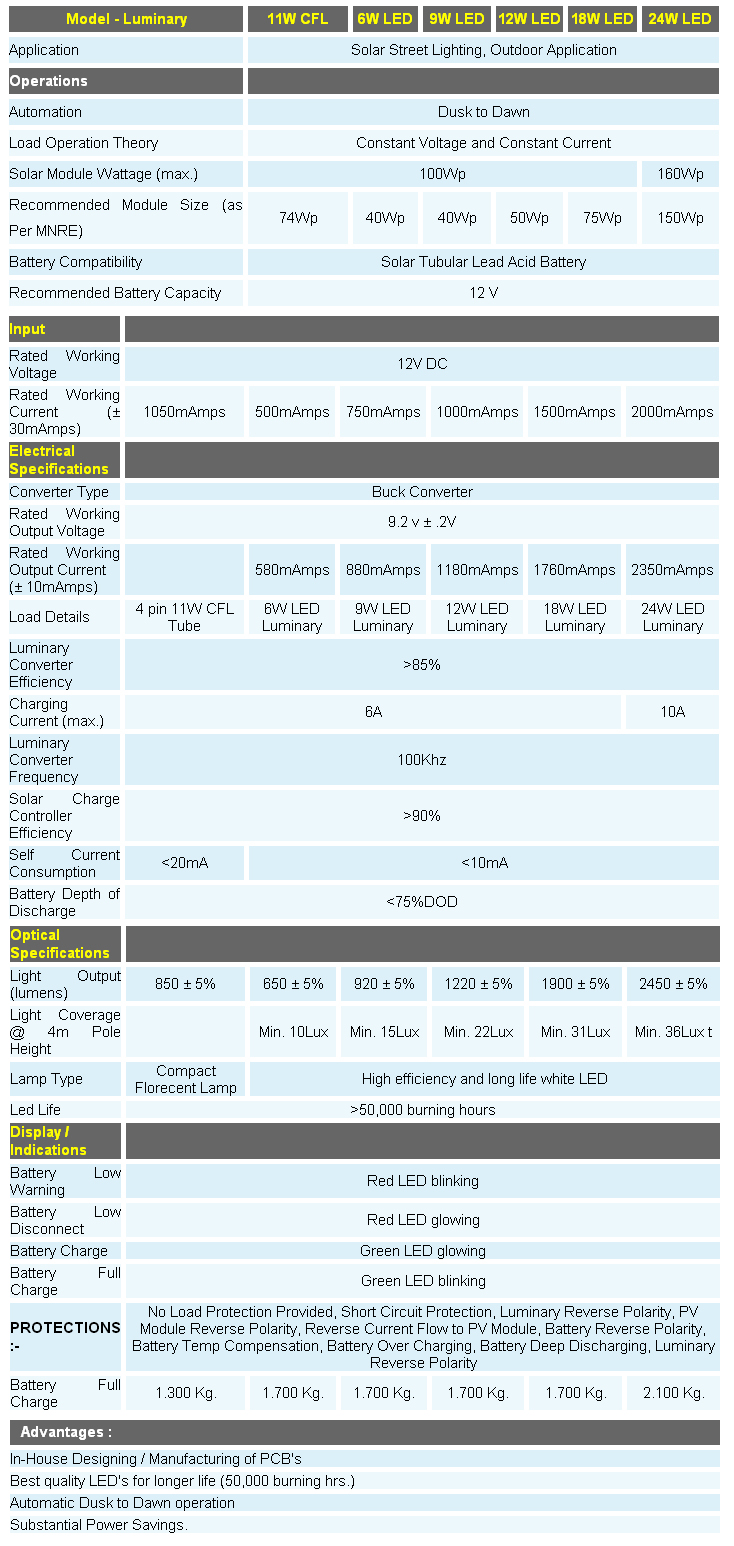 Model - Luminary 11W CFL 6W LED 9W LED 12W LED 18W LED 24W LED
Application Solar Street Lighting, Outdoor Application
Operations
Automation Dusk to Dawn
Load Operation Theory Constant Voltage and Constant Current
Solar Module Wattage (max.) 100Wp 160Wp
Recommended Module Size (as
Per MNRE)
74Wp 40Wp 40Wp 50Wp 75Wp 150Wp
Battery Compatibility Solar Tubular Lead Acid Battery
Recommended Battery Capacity 12 V
Input
Rated Working
Voltage
12V DC
Rated Working
Current (±
30mAmps)
1050mAmps 500mAmps 750mAmps 1000mAmps 1500mAmps 2000mAmps
Electrical
Specifications
Converter Type Buck Converter
Rated Working
Output Voltage
9.2 v ± .2V
Rated Working
Output Current
(± 10mAmps)
580mAmps 880mAmps 1180mAmps 1760mAmps 2350mAmps
Load Details
4 pin 11W CFL
Tube
6W LED
Luminary
9W LED
Luminary
12W LED
Luminary
18W LED
Luminary
24W LED
Luminary
Luminary
Converter
Efficiency
>85%
Charging
Current (max.)
6A 10A
Luminary
Converter
Frequency
100Khz
Solar Charge
Controller
Efficiency
>90%
Self Current
Consumption
<20mA <10mA
Battery Depth of
Discharge
<75%DOD
Optical
Specifications
Light Output
(lumens)
850 ± 5% 650 ± 5% 920 ± 5% 1220 ± 5% 1900 ± 5% 2450 ± 5%
Light Coverage
@ 4m Pole
Height
Min. 10Lux Min. 15Lux Min. 22Lux Min. 31Lux Min. 36Lux t
Lamp Type
Compact
Florecent Lamp
High efficiency and long life white LED
Led Life >50,000 burning hours
Display /
Indications
Battery Low
Warning
Red LED blinking
Battery Low
Disconnect
Red LED glowing
Battery Charge Green LED glowing
Battery Full
Charge
Green LED blinking
PROTECTIONS
:-
No Load Protection Provided, Short Circuit Protection, Luminary Reverse Polarity, PV
Module Reverse Polarity, Reverse Current Flow to PV Module, Battery Reverse Polarity,
Battery Temp Compensation, Battery Over Charging, Battery Deep Discharging, Luminary
Reverse Polarity
Battery Full
Charge
1.300 Kg. 1.700 Kg. 1.700 Kg. 1.700 Kg. 1.700 Kg. 2.100 Kg.
Advantages :
In-House Designing / Manufacturing of PCB's
Best quality LED's for longer life (50,000 burning hrs.)
Automatic Dusk to Dawn operation
Substantial Power Savings.